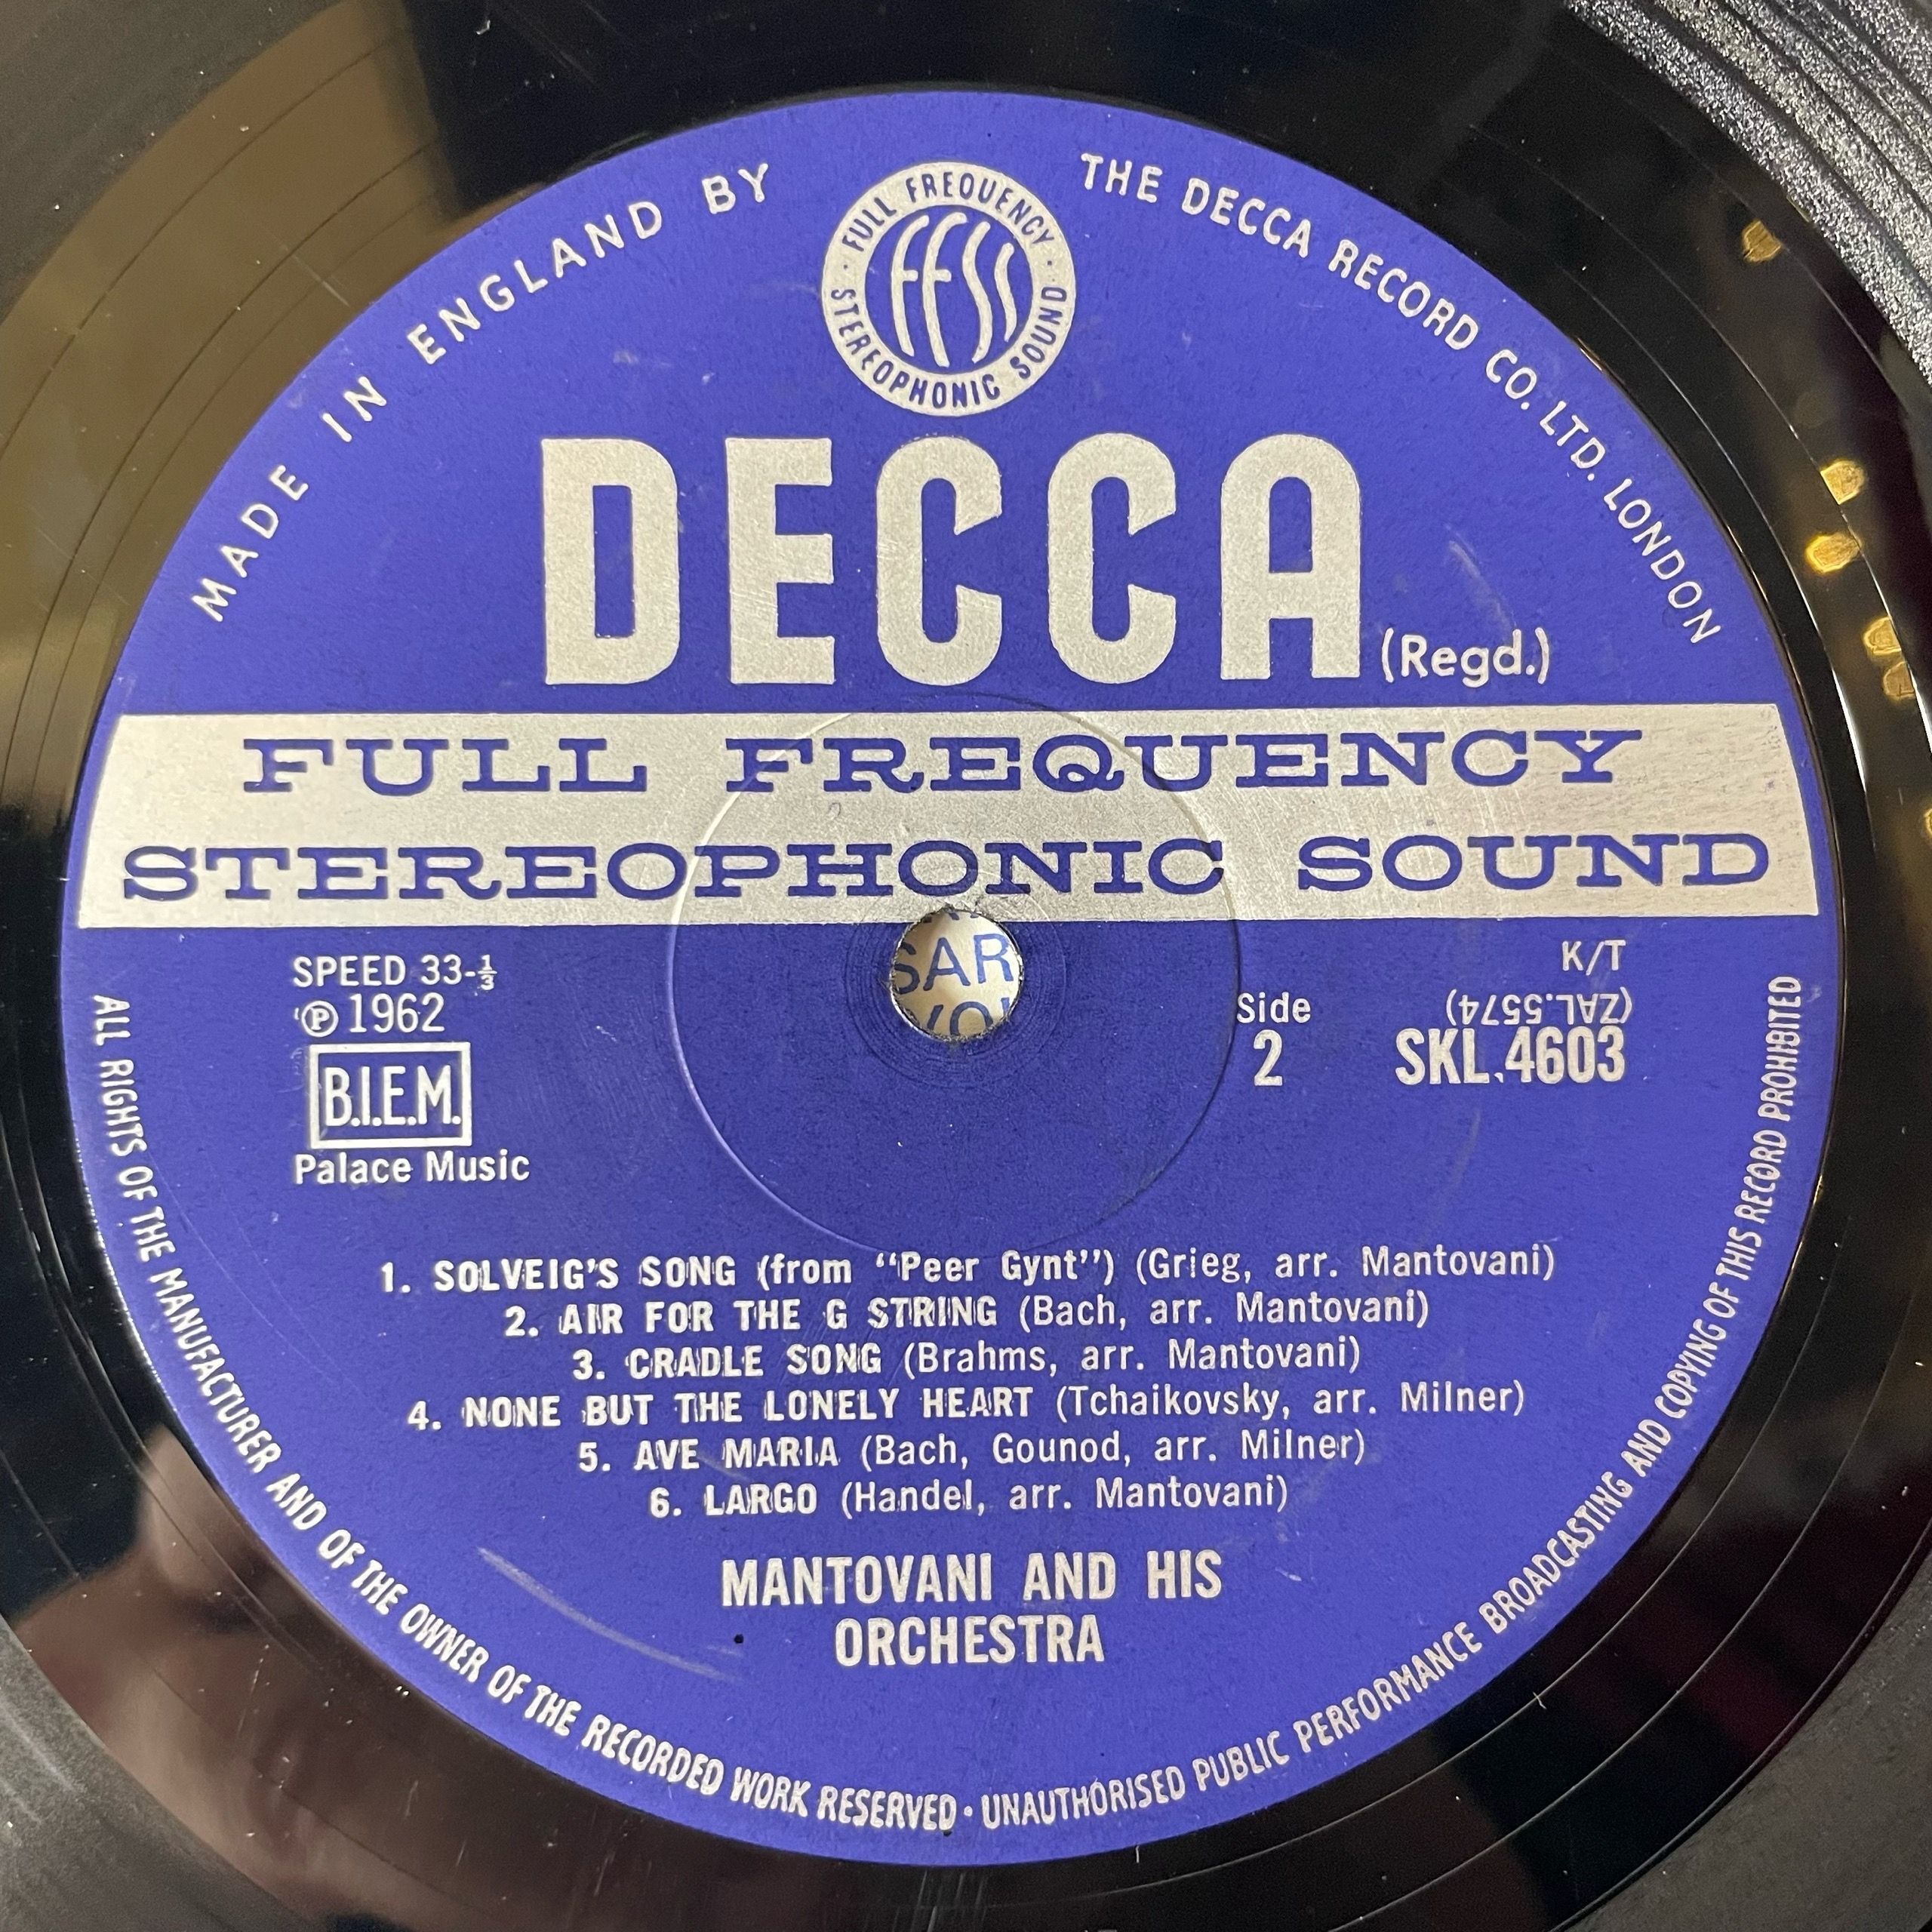 MADE IN ENGLAND BY THE DECCA RECORD CO. LTD. LONDON
· FULL FREQUENCY · STEREOPHONIC SOUND
FFSS
DECCA (Regd.)
FULL FREQUENCY
STEREOPHONIC SOUND
SPEED 33-⅓
℗ 1962
B.I.E.M.
Palace Music
SAR
K/T
(ZAL.5574)
Side
2
SKL.4603
1. SOLVEIG'S SONG (from “Peer Gynt”) (Grieg, arr. Mantovani)
2. AIR FOR THE G STRING (Bach, arr. Mantovani)
3. CRADLE SONG (Brahms, arr. Mantovani)
4. NONE BUT THE LONELY HEART (Tchaikovsky, arr. Milner)
5. AVE MARIA (Bach, Gounod, arr. Milner)
6. LARGO (Handel, arr. Mantovani)
MANTOVANI AND HIS
ORCHESTRA
ALL RIGHTS OF THE MANUFACTURER AND OF THE OWNER OF THE RECORDED WORK RESERVED · UNAUTHORISED PUBLIC PERFORMANCE BROADCASTING AND COPYING OF THIS RECORD PROHIBITED